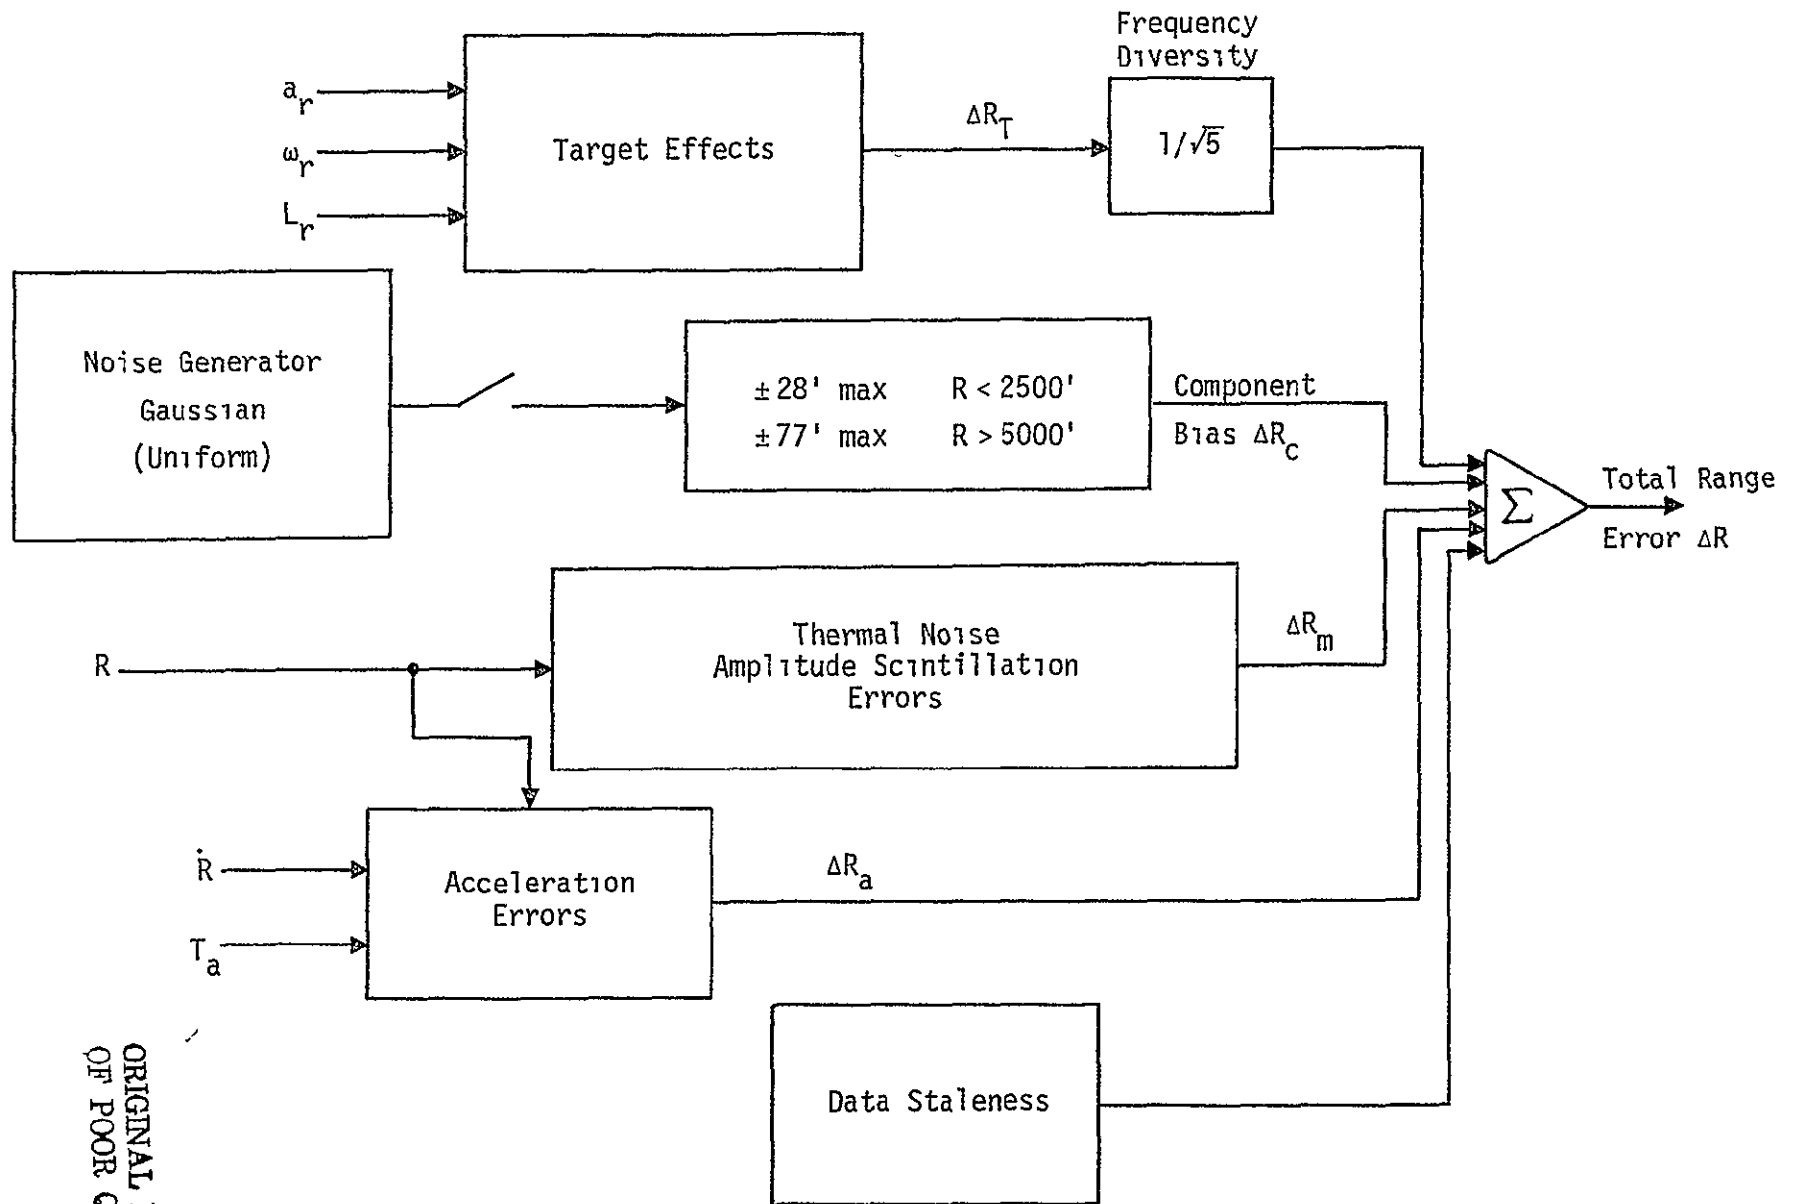 Frequency
Diversity
a_r
ω_r
L_r
Target Effects
ΔR_T
1/√5
Noise Generator
Gaussian
(Uniform)
±28' max R < 2500'
±77' max R > 5000'
Component
Bias ΔR_c
Σ
Total Range
Error ΔR
R
Thermal Noise
Amplitude Scintillation
Errors
ΔR_m
Ṙ
T_a
Acceleration
Errors
ΔR_a
Data Staleness
ORIGINAL
OF POOR